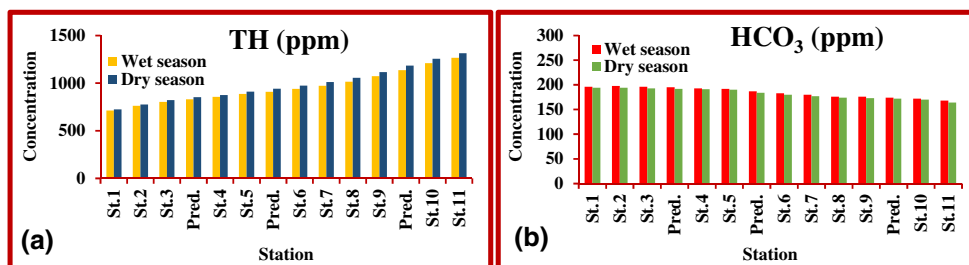 TH (ppm)
Wet season
Dry season
Concentration
1500
1000
500
0
St.1
St.2
St.3
Pred.
St.4
St.5
Pred.
St.6
St.7
St.8
St.9
Pred.
St.10
St.11
Station
(a)
HCO₃ (ppm)
Wet season
Dry season
Concentration
300
250
200
150
100
50
0
St.1
St.2
St.3
Pred.
St.4
St.5
Pred.
St.6
St.7
St.8
St.9
Pred.
St.10
St.11
Station
(b)